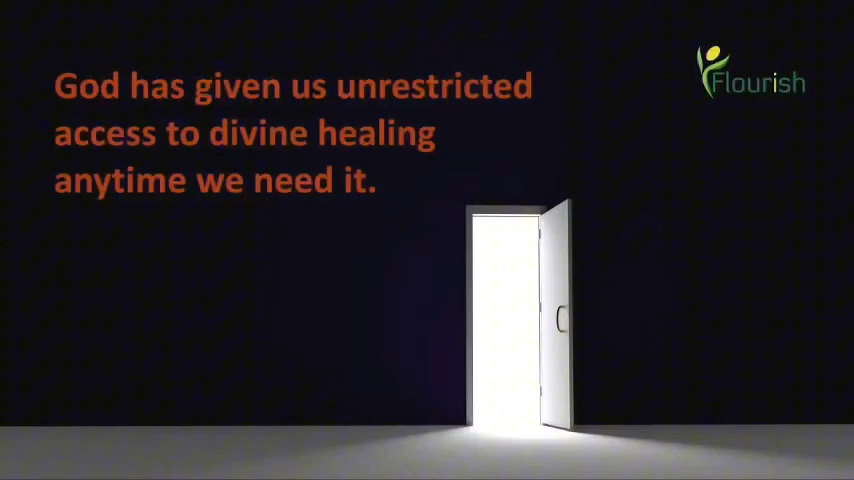 God has given us unrestricted
access to divine healing
anytime we need it.
Flourish